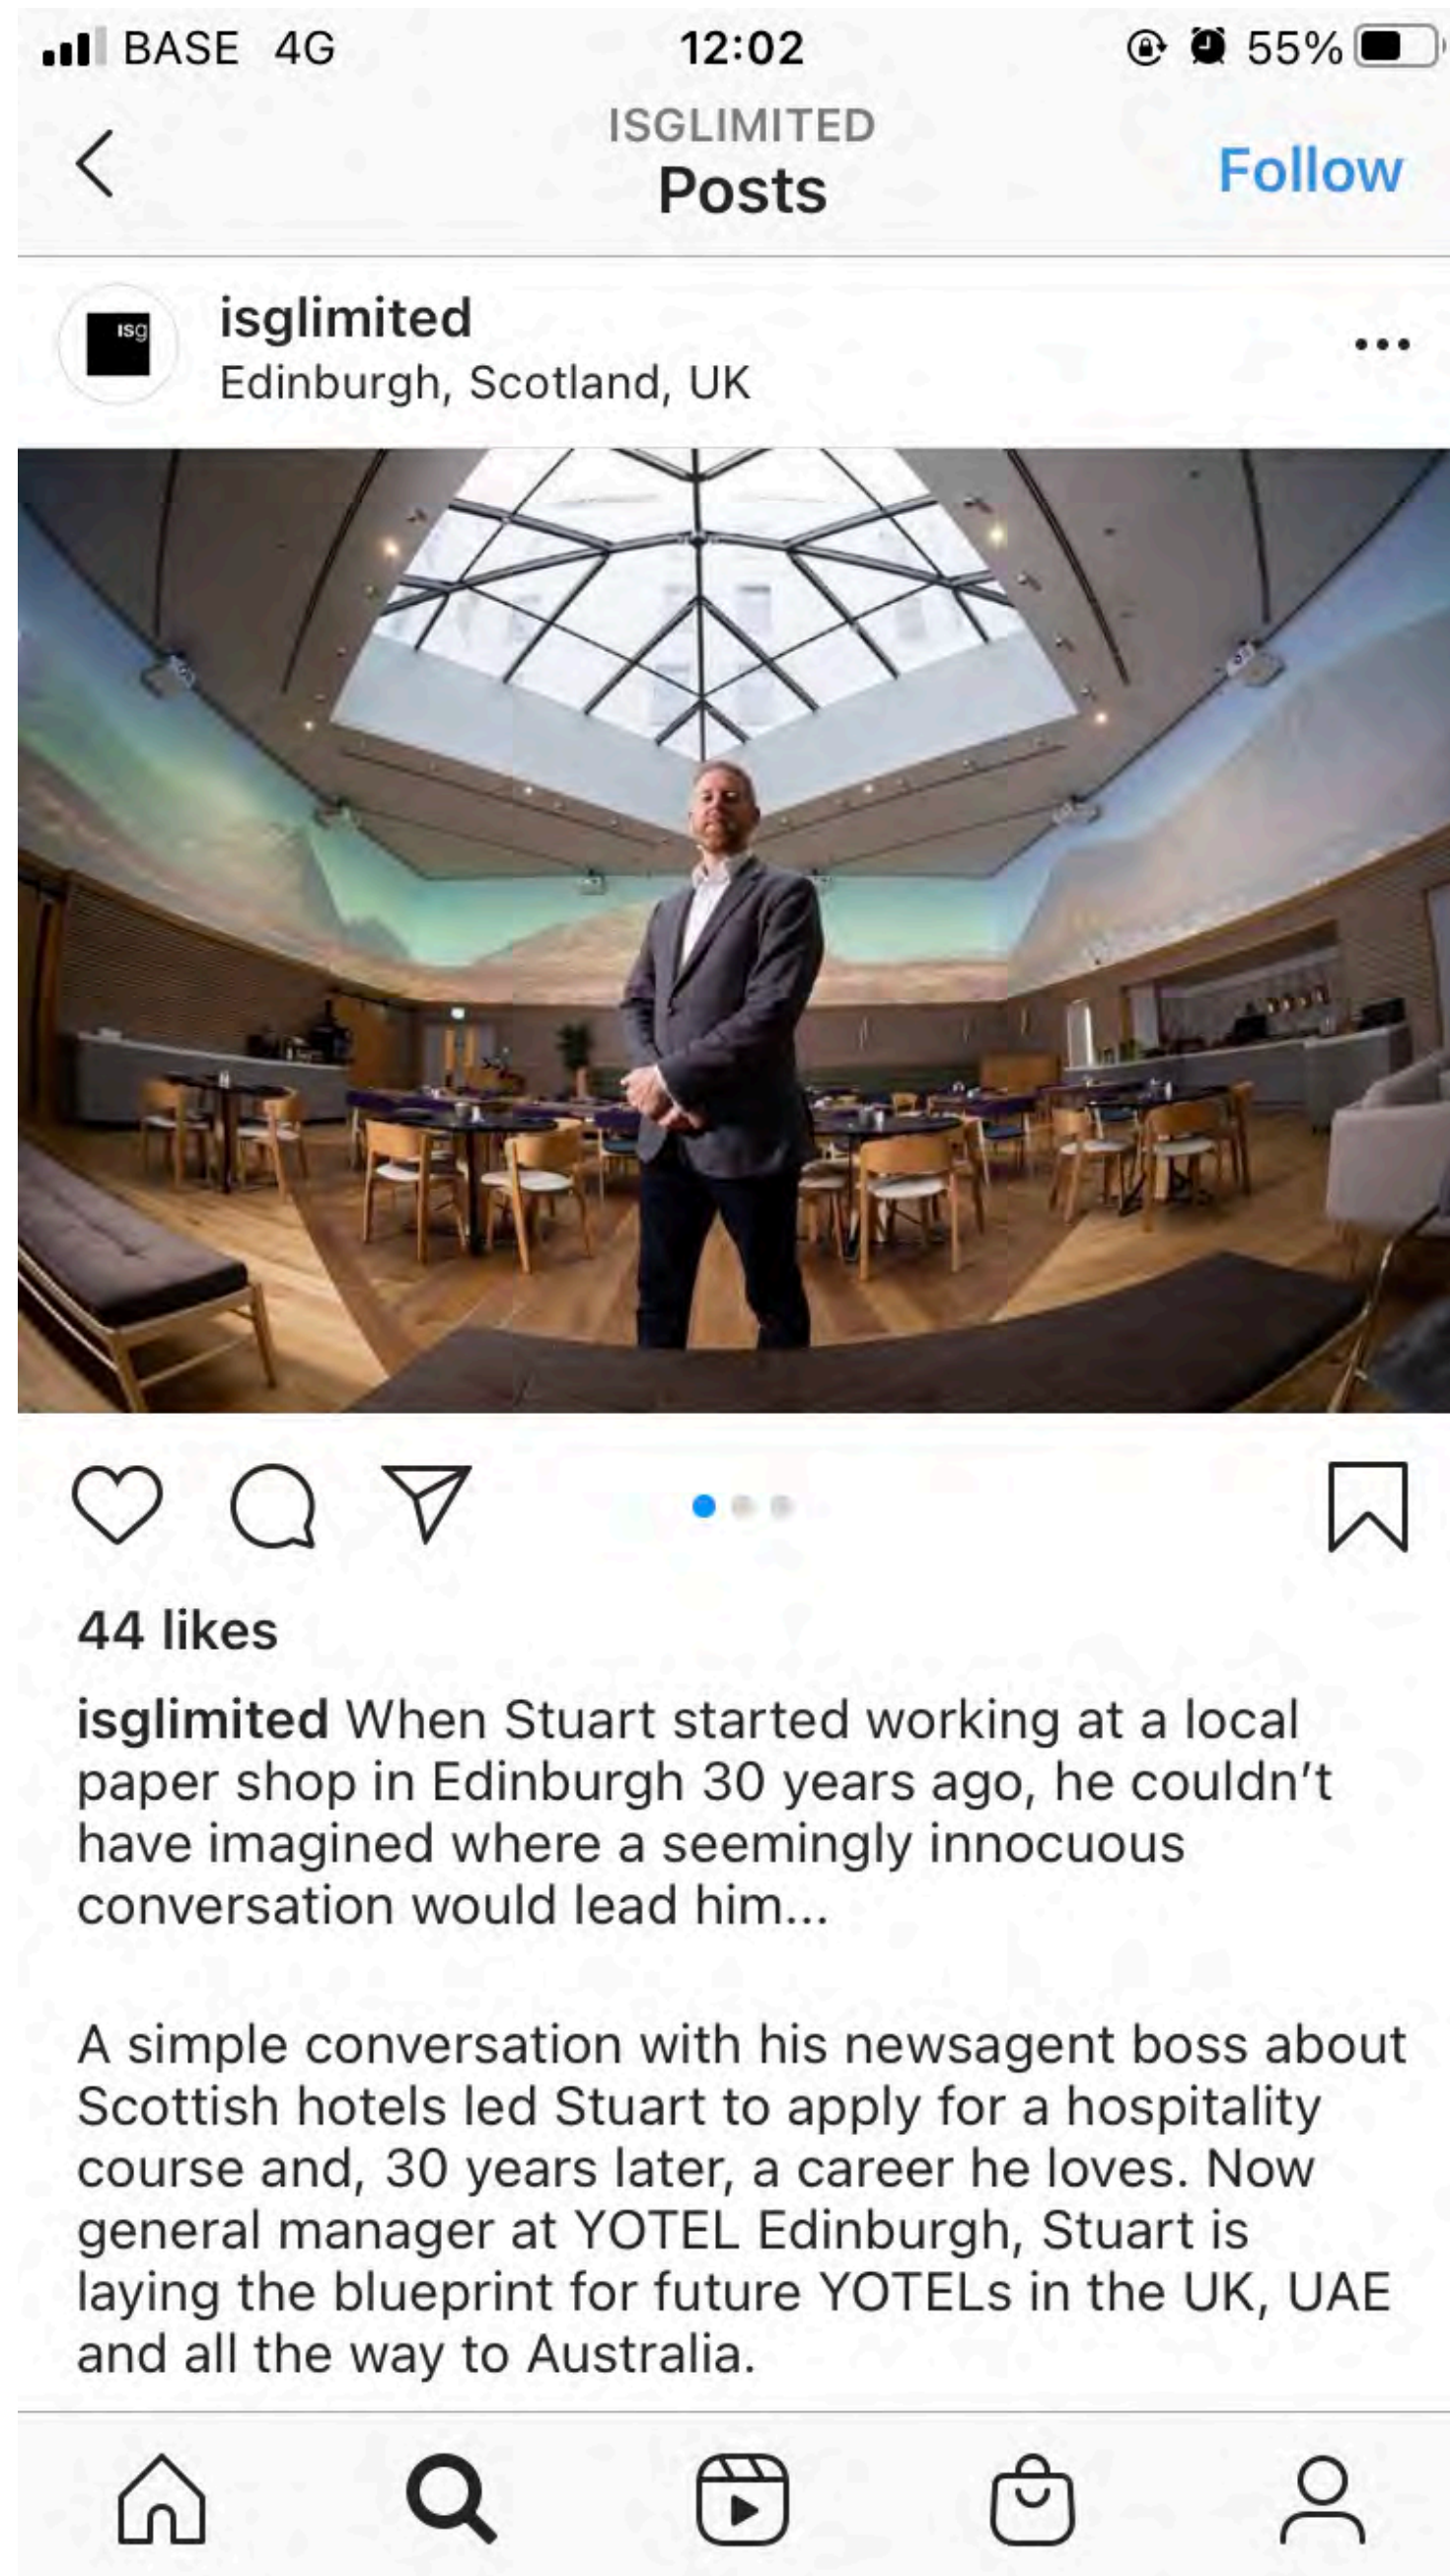 BASE 4G 12:02 55%
ISGLIMITED
Posts
Follow
isg
isglimited
Edinburgh, Scotland, UK
44 likes
isglimited When Stuart started working at a local
paper shop in Edinburgh 30 years ago, he couldn't
have imagined where a seemingly innocuous
conversation would lead him...
A simple conversation with his newsagent boss about
Scottish hotels led Stuart to apply for a hospitality
course and, 30 years later, a career he loves. Now
general manager at YOTEL Edinburgh, Stuart is
laying the blueprint for future YOTELs in the UK, UAE
and all the way to Australia.